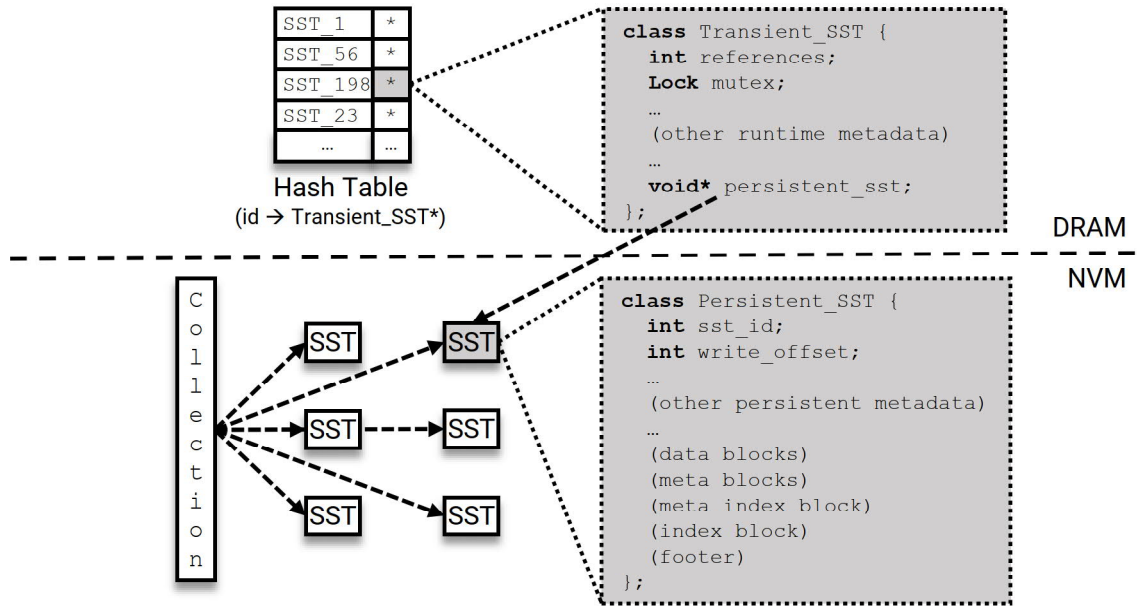 SST_1 *
SST_56 *
SST_198 *
SST_23 *
… …
Hash Table
(id → Transient_SST*)
class Transient_SST {
int references;
Lock mutex;
…
(other runtime metadata)
…
void* persistent_sst;
};
DRAM
NVM
Collection
SST
SST
SST
SST
SST
SST
class Persistent_SST {
int sst_id;
int write_offset;
…
(other persistent metadata)
…
(data blocks)
(meta blocks)
(meta index block)
(index block)
(footer)
};